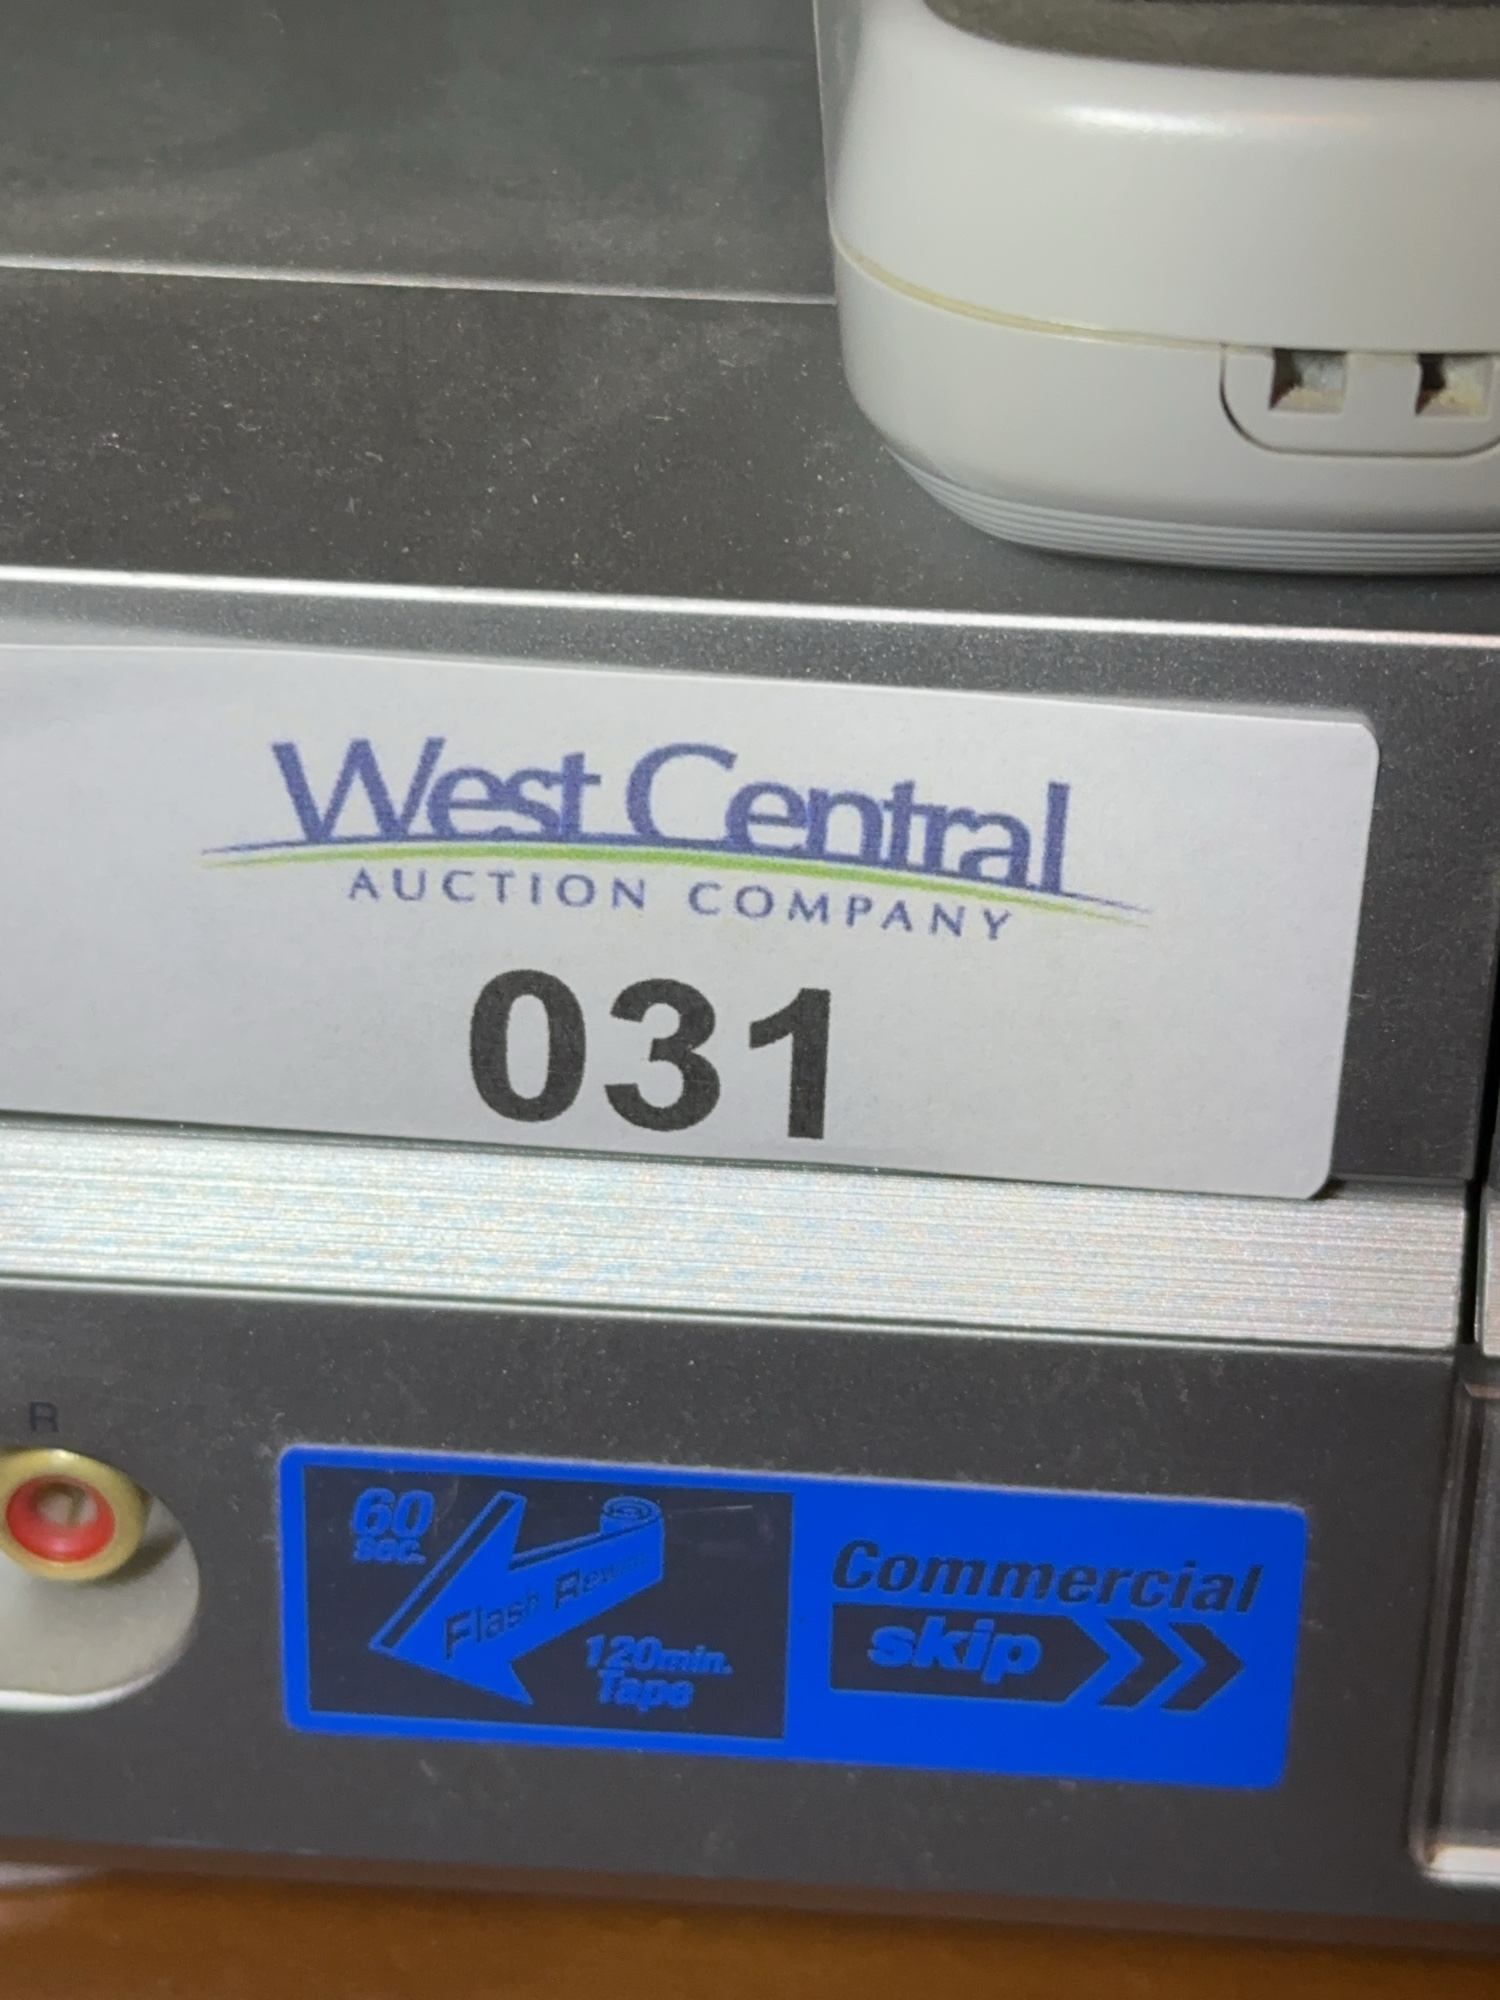 West Central
AUCTION COMPANY
031
R
60
sec.
Flash Rewind
120min.
Tape
Commercial
skip